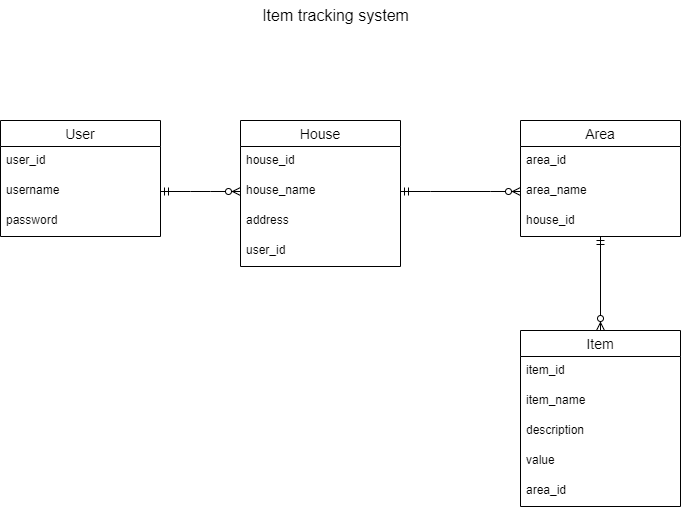 Item tracking system
User
user_id
username
password
House
house_id
house_name
address
user_id
Area
area_id
area_name
house_id
Item
item_id
item_name
description
value
area_id